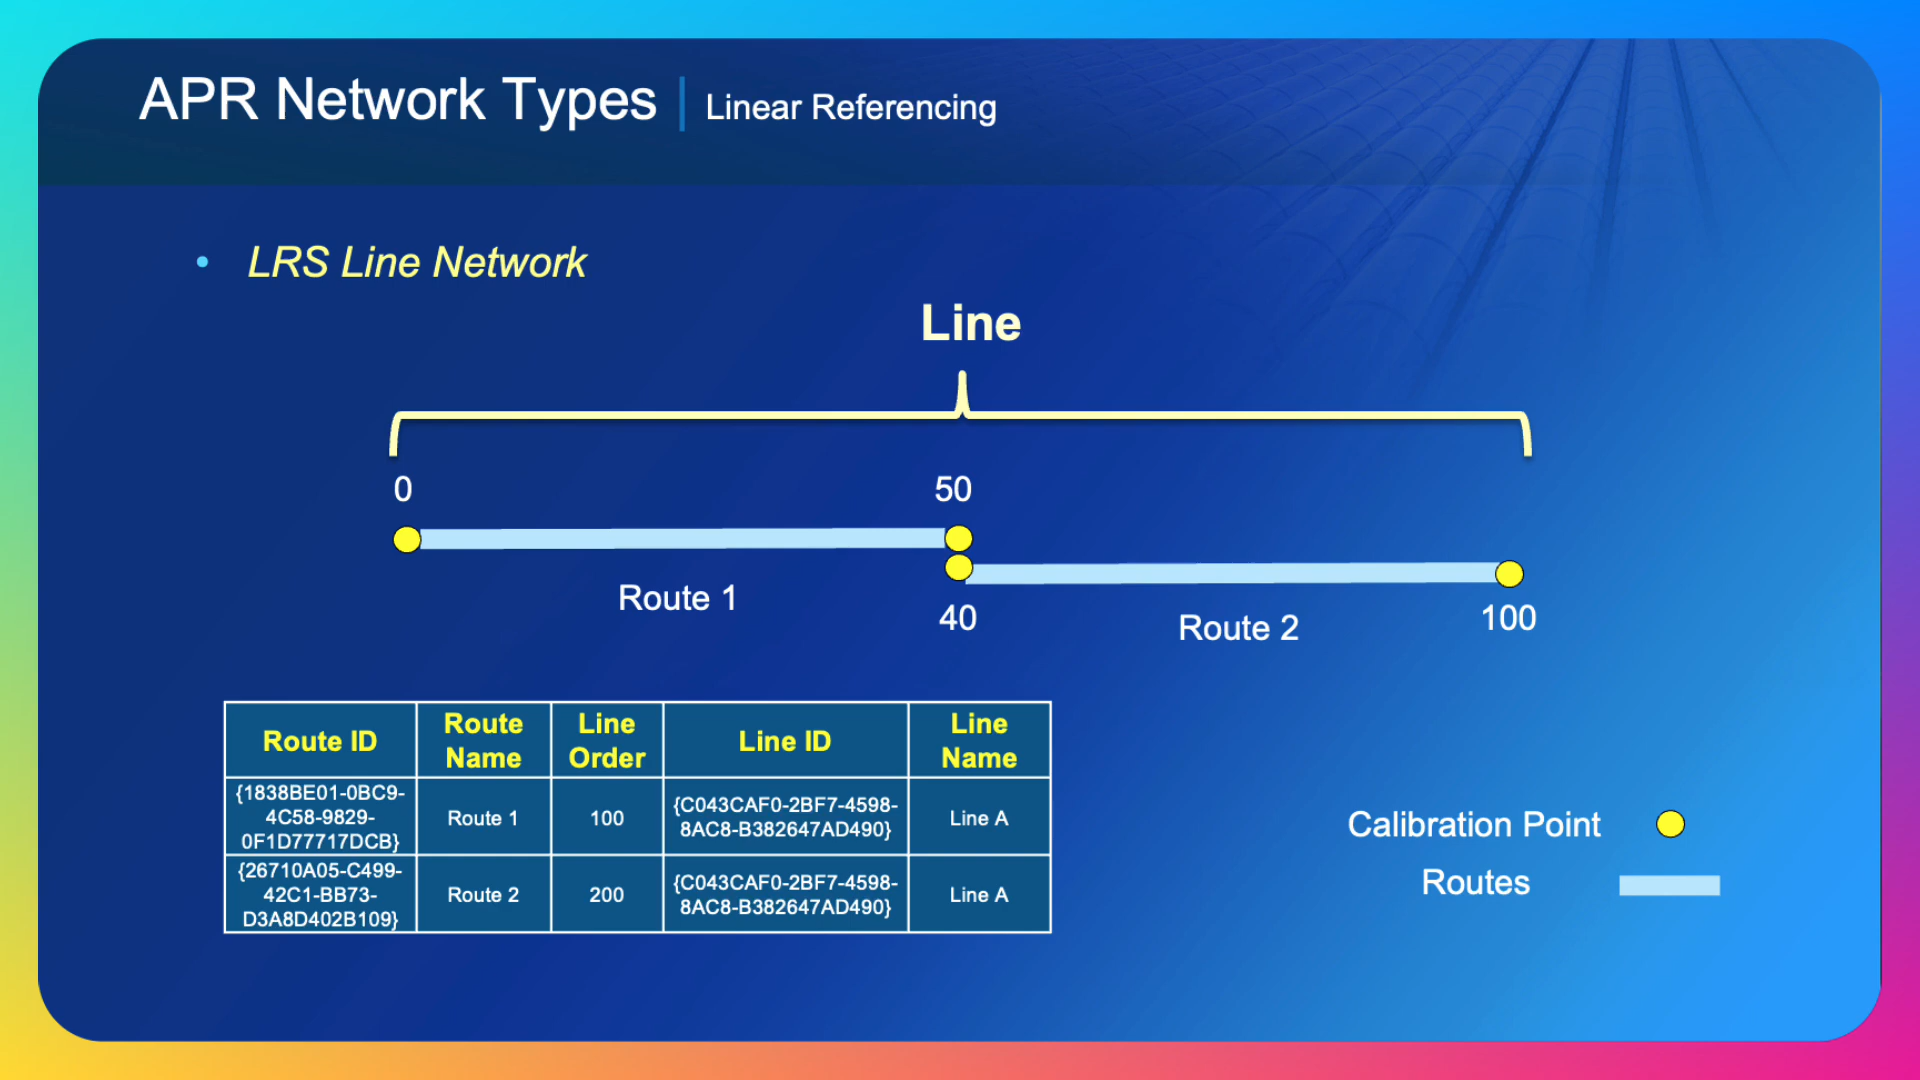 APR Network Types | Linear Referencing
• LRS Line Network
Line
0
50
Route 1
40
Route 2
100
Route ID
Route
Name
Line
Order
Line ID
Line
Name
{1838BE01-0BC9-
4C58-9829-
0F1D77717DCB}
Route 1
100
{C043CAF0-2BF7-4598-
8AC8-B382647AD490}
Line A
{26710A05-C499-
42C1-BB73-
D3A8D402B109}
Route 2
200
{C043CAF0-2BF7-4598-
8AC8-B382647AD490}
Line A
Calibration Point
Routes